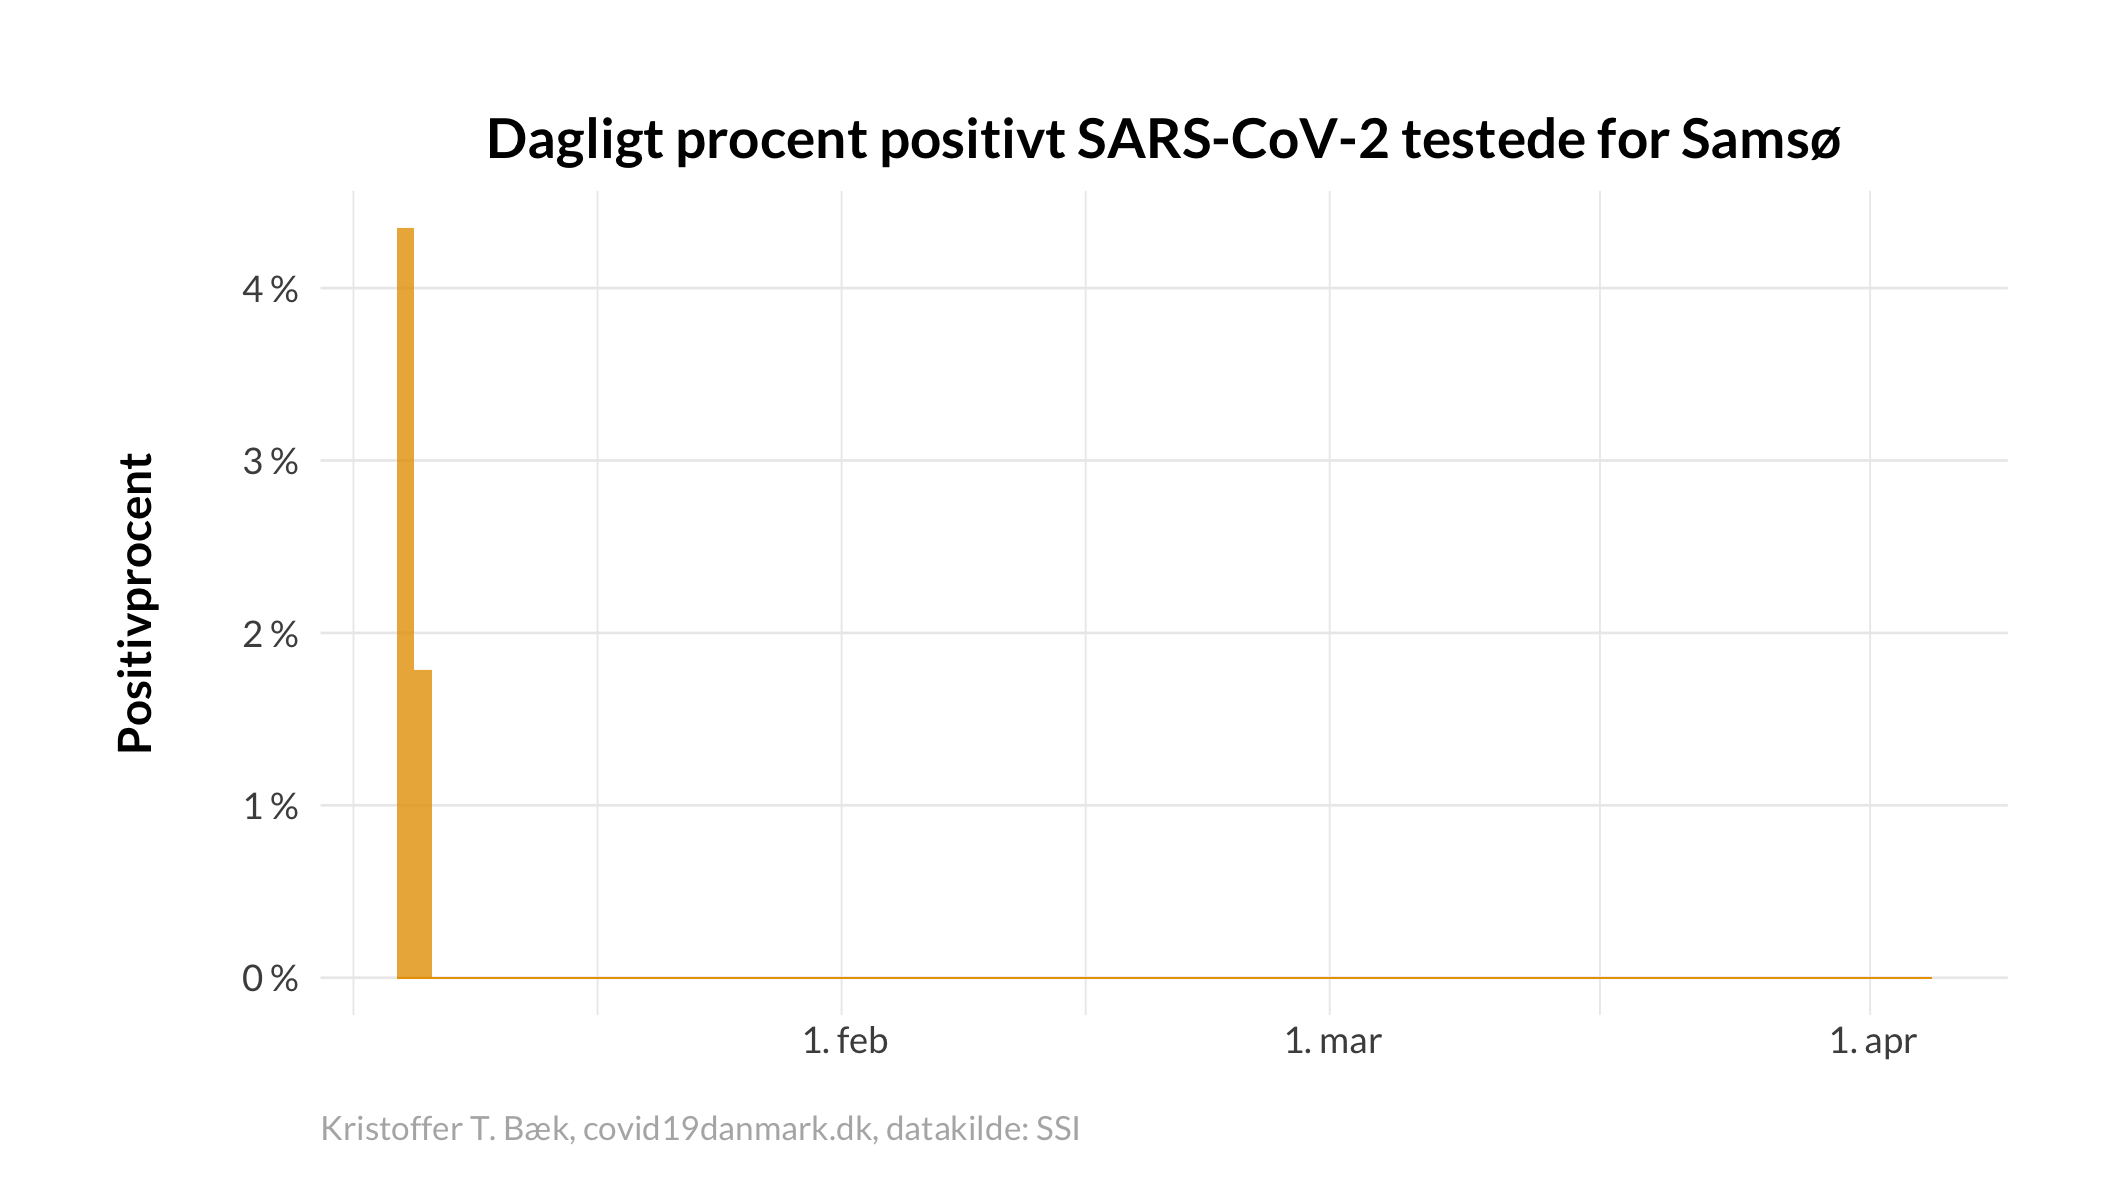 Dagligt procent positivt SARS-CoV-2 testede for Samsø
Positivprocent
4 %
3 %
2 %
1 %
0 %
1. feb
1. mar
1. apr
Kristoffer T. Bæk, covid19danmark.dk, datakilde: SSI